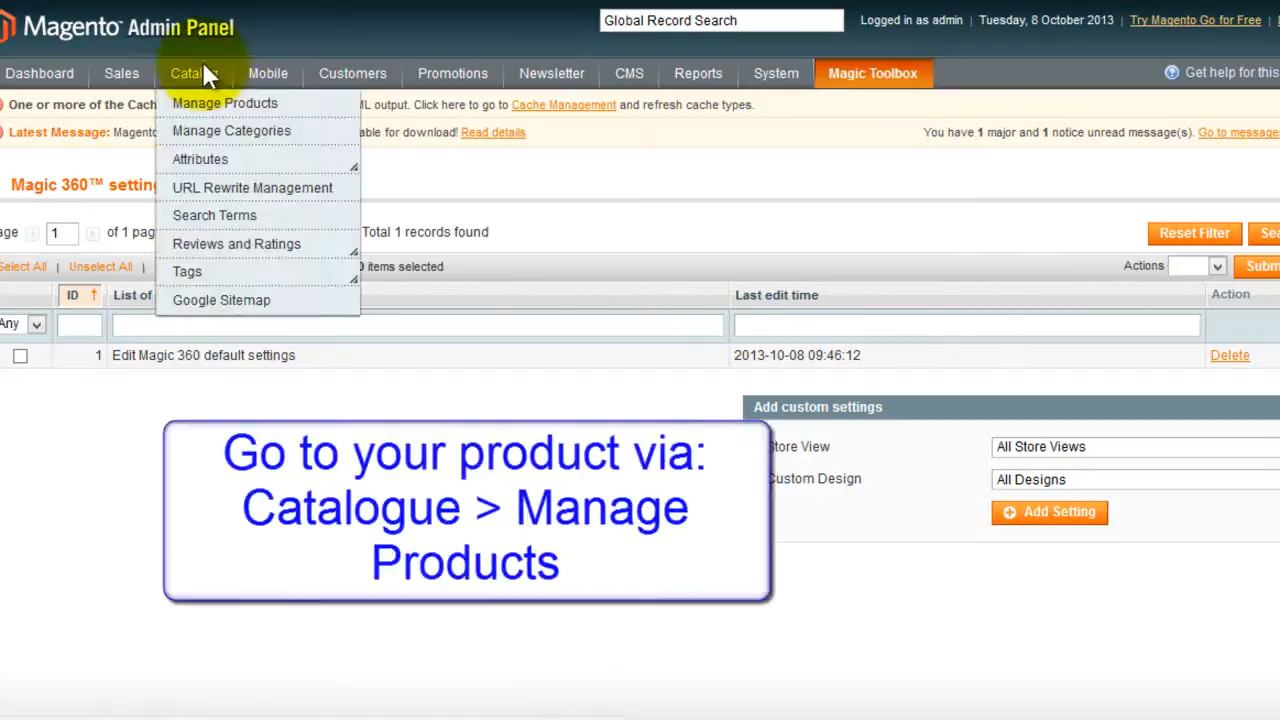 Magento Admin Panel
Global Record Search
Logged in as admin | Tuesday, 8 October 2013 | Try Magento Go for Free |
Dashboard Sales Catalog Mobile Customers Promotions Newsletter CMS Reports System Magic Toolbox Get help for this
One or more of the Cach ML output. Click here to go to Cache Management and refresh cache types.
Latest Message: Magento able for download! Read details You have 1 major and 1 notice unread message(s). Go to message
Manage Products
Manage Categories
Attributes
URL Rewrite Management
Search Terms
Reviews and Ratings
Tags
Google Sitemap
Magic 360™ setting
age 1 of 1 pag Total 1 records found Reset Filter Sea
Select All | Unselect All | 0 items selected Actions Subm
ID List of Last edit time Action
Any
1 Edit Magic 360 default settings 2013-10-08 09:46:12 Delete
Add custom settings
Store View All Store Views
Custom Design All Designs
Add Setting
Go to your product via:
Catalogue > Manage
Products